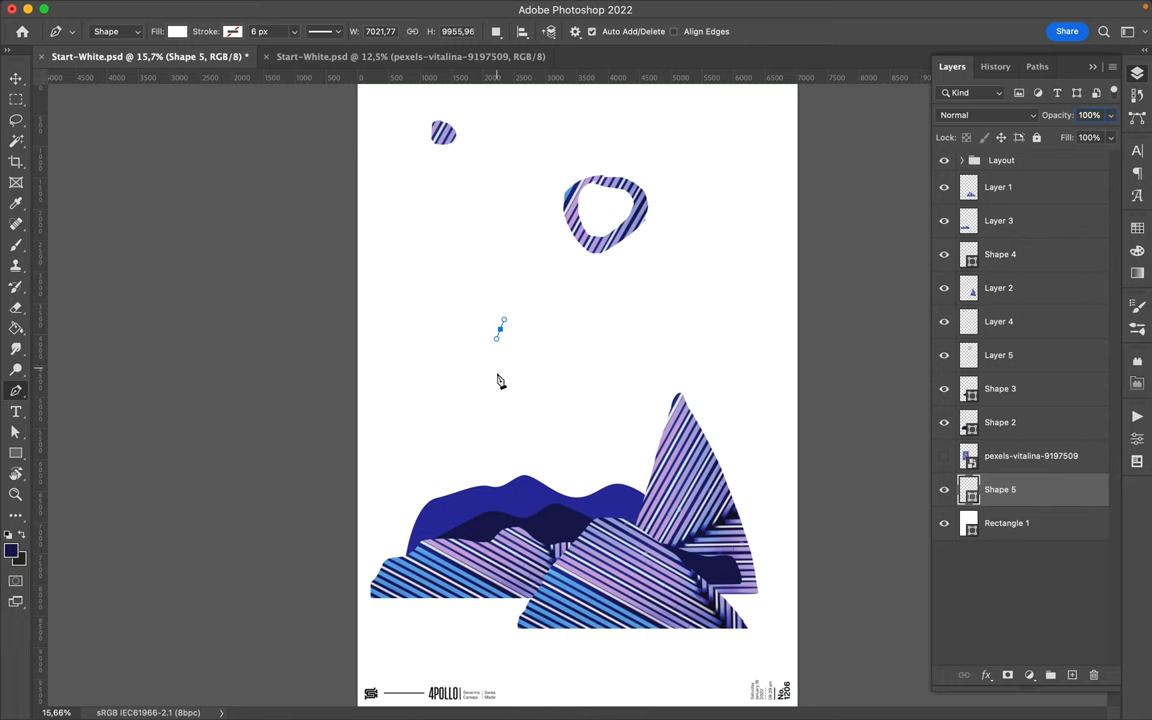 Adobe Photoshop 2022
Shape Fill: Stroke: 6 px W: 7021,77 H: 9955,96 Auto Add/Delete Align Edges Share
Start-White.psd @ 15,7% (Shape 5, RGB/8) * Start-White.psd @ 12,5% (pexels-vitalina-9197509, RGB/8)
Layers History Paths
Kind
Normal Opacity: 100%
Lock: Fill: 100%
Layout
Layer 1
Layer 3
Shape 4
Layer 2
Layer 4
Layer 5
Shape 3
Shape 2
pexels-vitalina-9197509
Shape 5
Rectangle 1
4POLLO
No. 1206
15,66% sRGB IEC61966-2.1 (8bpc)